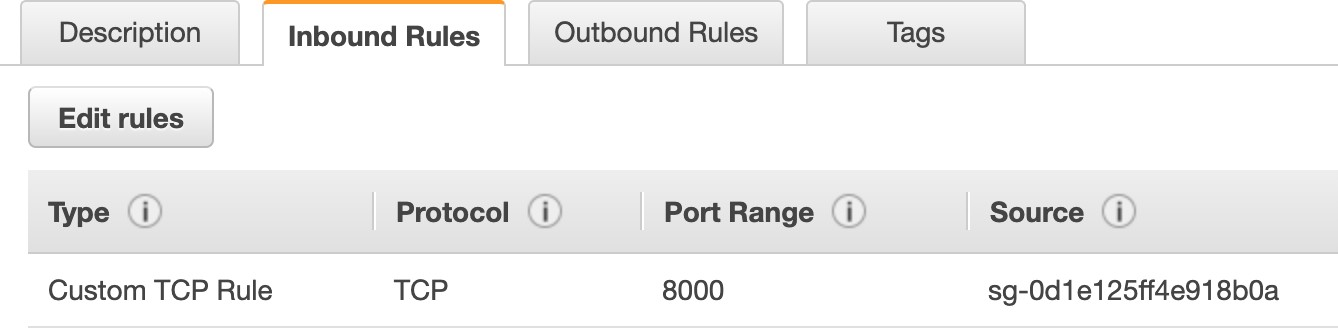 Description Inbound Rules Outbound Rules Tags
Edit rules
Type Protocol Port Range Source
Custom TCP Rule TCP 8000 sg-0d1e125ff4e918b0a